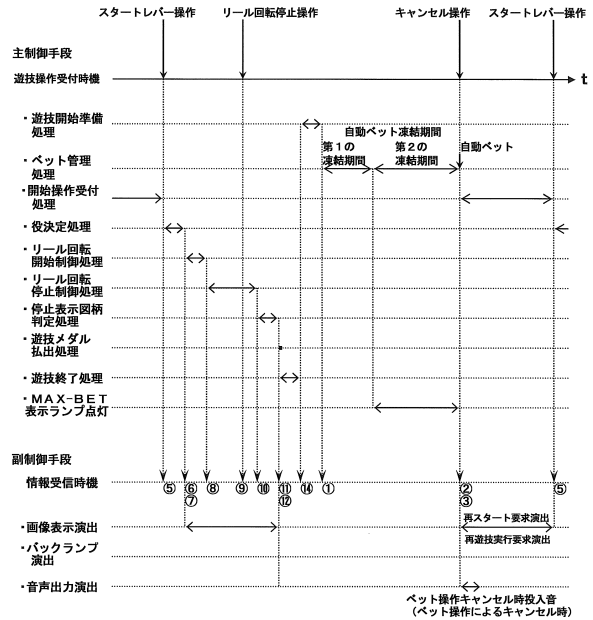 スタートレバー操作 リール回転停止操作 キャンセル操作 スタートレバー操作
主制御手段
遊技操作受付時機 t
・遊技開始準備
処理
自動ベット凍結期間
第1の 第2の 自動ベット
凍結期間 凍結期間
・ベット管理
処理
・開始操作受付
処理
・役決定処理
・リール回転
開始制御処理
・リール回転
停止制御処理
・停止表示図柄
判定処理
・遊技メダル
払出処理
・遊技終了処理
・MAX-BET
表示ランプ点灯
副制御手段
情報受信時機 ⑤ ⑥ ⑧ ⑨ ⑩ ⑪ ⑭ ① ② ⑤
⑦ ⑫ ③
再スタート要求演出
・画像表示演出
再遊技実行要求演出
・バックランプ
演出
・音声出力演出
ベット操作キャンセル時投入音
(ベット操作によるキャンセル時)